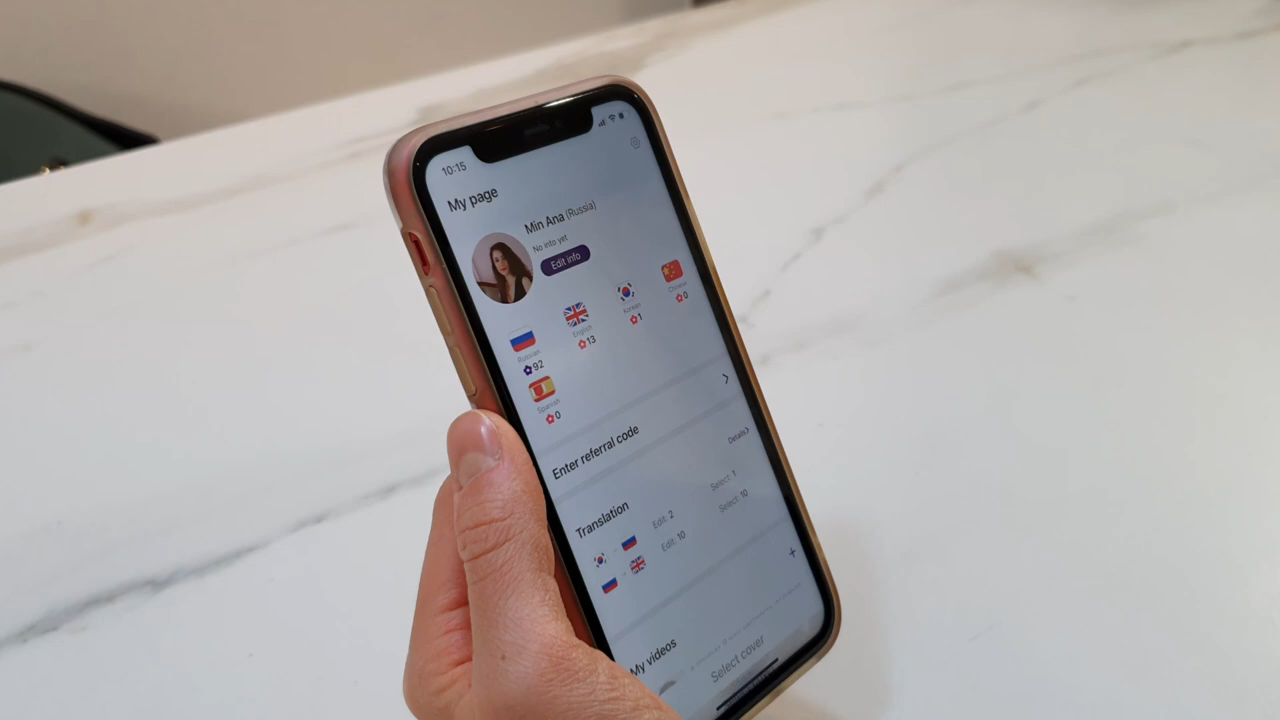 10:15
My page
Min Ana (Russia)
No into yet
Edit info
Russian
92
English
13
Korean
1
Chinese
0
Spanish
0
Enter referral code
Translation
Details
Edit: 2
Select: 1
Edit: 10
Select: 10
My videos
Select cover